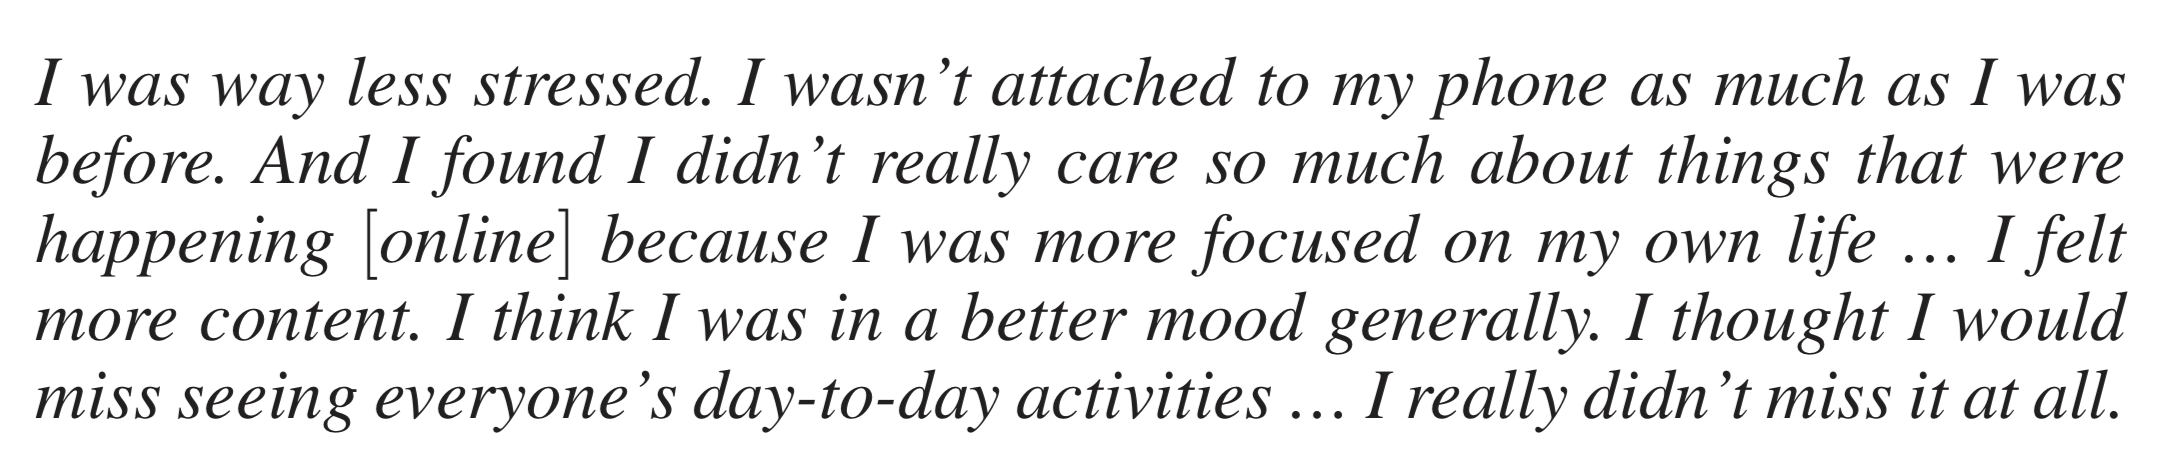 I was way less stressed. I wasn’t attached to my phone as much as I was
before. And I found I didn’t really care so much about things that were
happening [online] because I was more focused on my own life … I felt
more content. I think I was in a better mood generally. I thought I would
miss seeing everyone’s day-to-day activities … I really didn’t miss it at all.